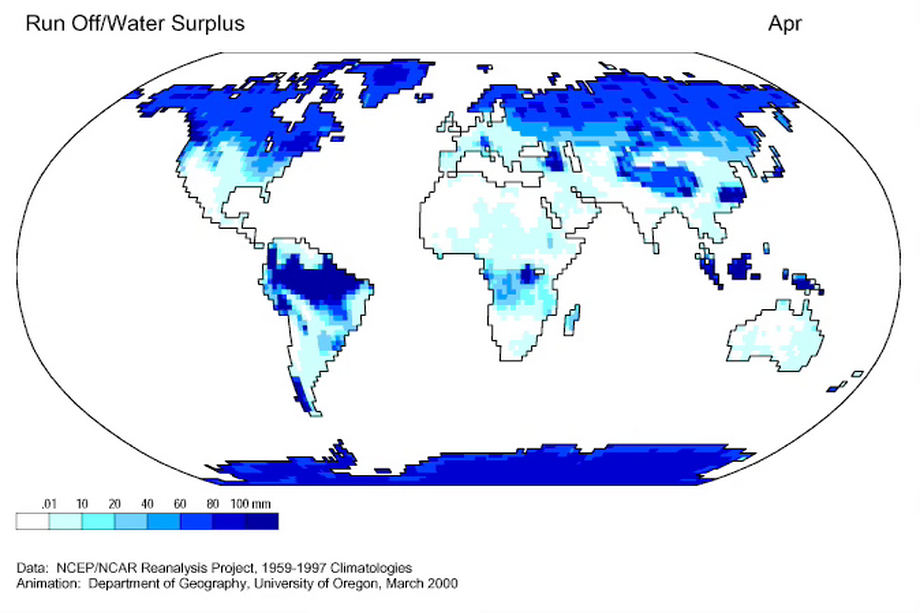 Run Off/Water Surplus
Apr
.01 10 20 40 60 80 100 mm
Data: NCEP/NCAR Reanalysis Project, 1959-1997 Climatologies
Animation: Department of Geography, University of Oregon, March 2000